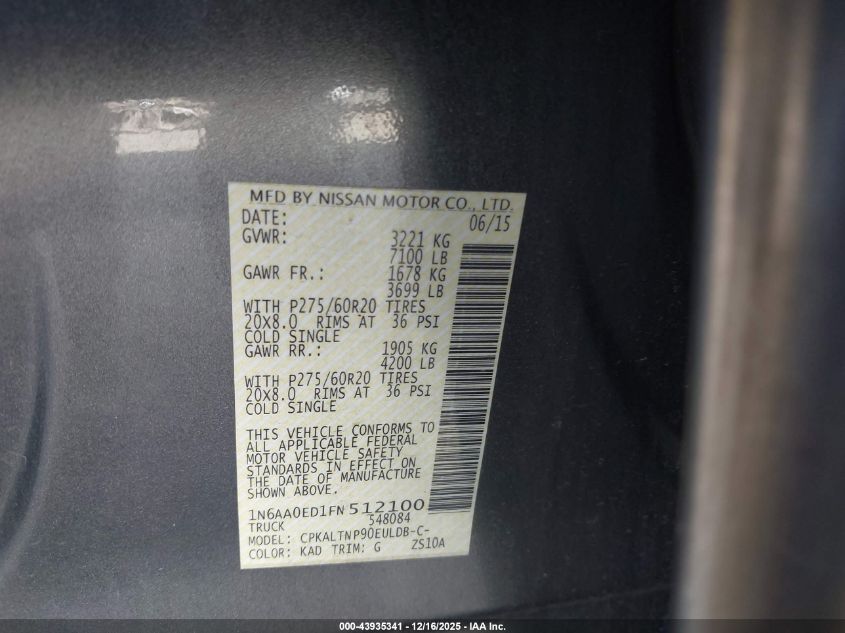 MFD BY NISSAN MOTOR CO., LTD.
DATE: 06/15
GVWR: 3221 KG
7100 LB
GAWR FR.: 1678 KG
3699 LB
WITH P275/60R20 TIRES
20X8.0 RIMS AT 36 PSI
COLD SINGLE
GAWR RR.: 1905 KG
4200 LB
WITH P275/60R20 TIRES
20X8.0 RIMS AT 36 PSI
COLD SINGLE
THIS VEHICLE CONFORMS TO
ALL APPLICABLE FEDERAL
MOTOR VEHICLE SAFETY
STANDARDS IN EFFECT ON
THE DATE OF MANUFACTURE
SHOWN ABOVE.
1N6AA0ED1FN512100
TRUCK 548084
MODEL: CPKALTNP90EULDB-C-
COLOR: KAD TRIM: G ZS10A
000-43935341 - 12/16/2025 - IAA Inc.